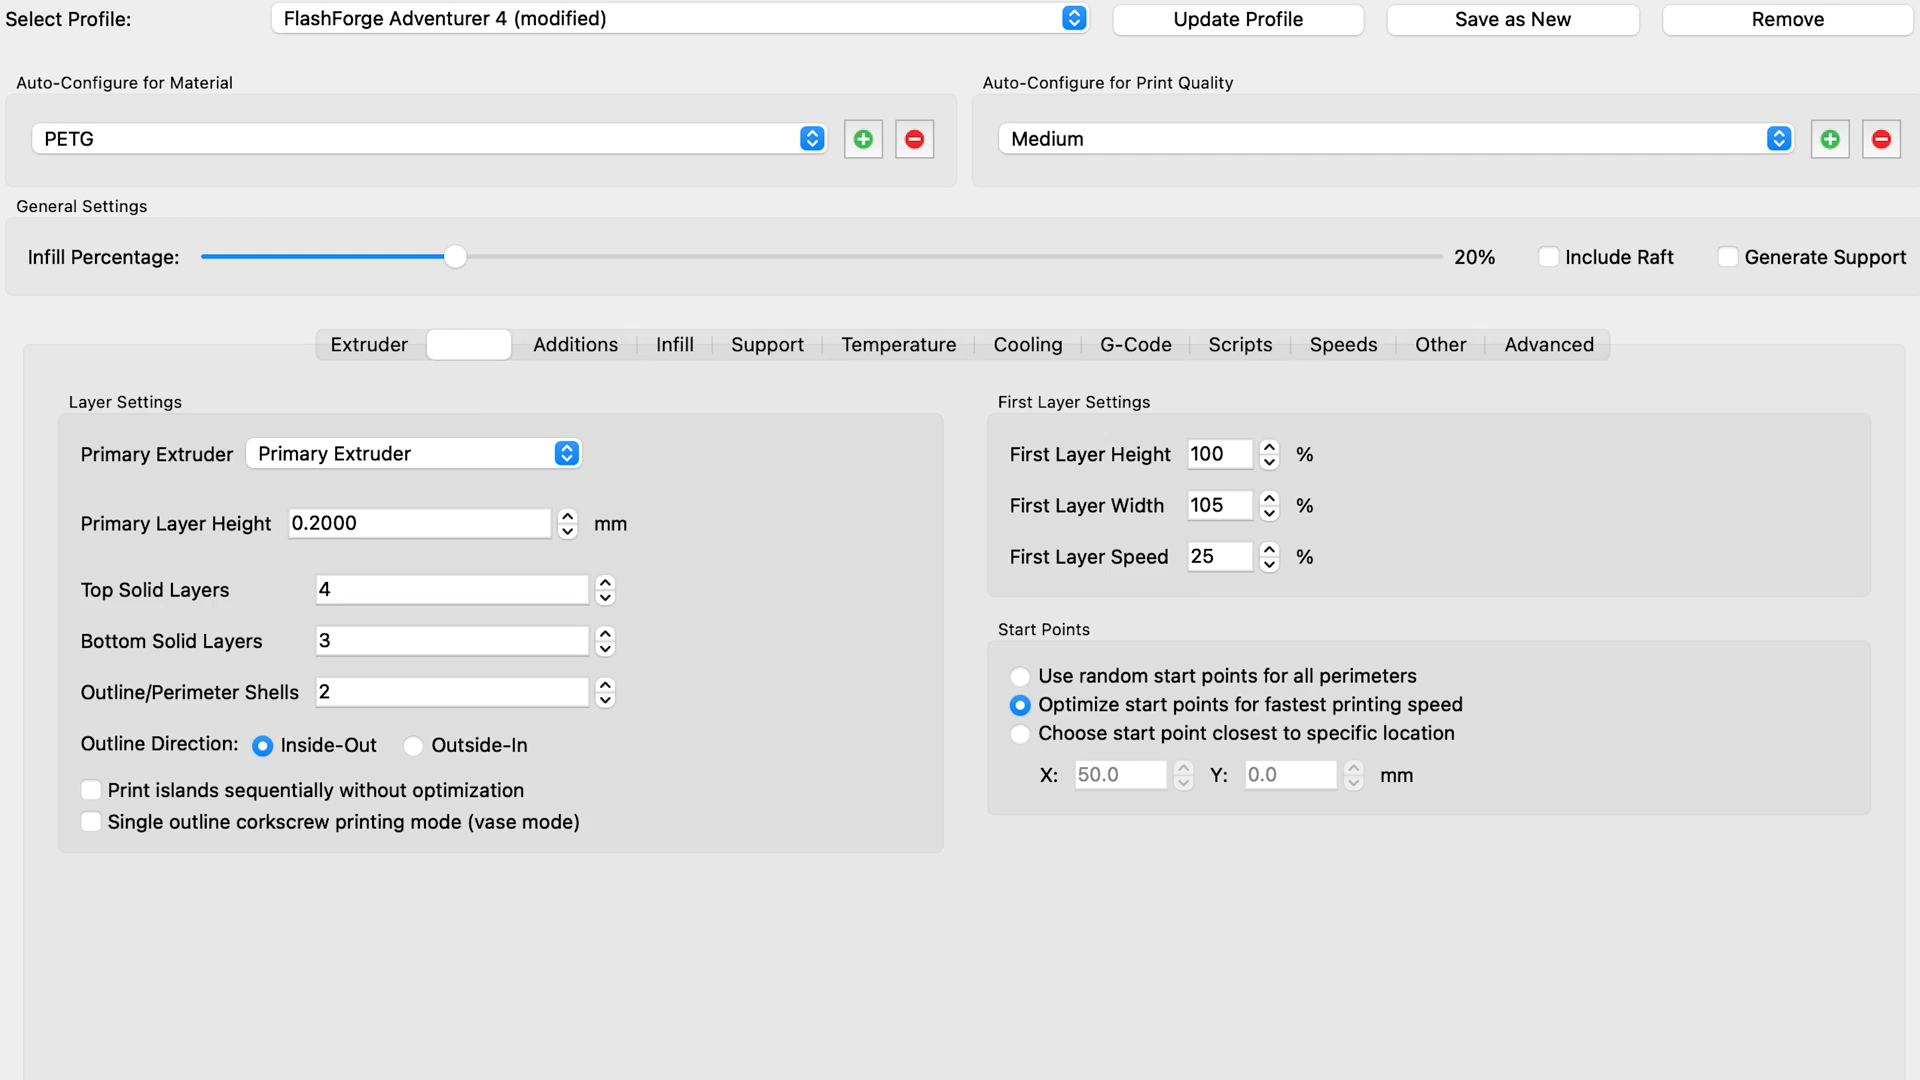 Select Profile: FlashForge Adventurer 4 (modified) Update Profile Save as New Remove
Auto-Configure for Material
PETG
Auto-Configure for Print Quality
Medium
General Settings
Infill Percentage: 20% Include Raft Generate Support
Extruder Additions Infill Support Temperature Cooling G-Code Scripts Speeds Other Advanced
Layer Settings
Primary Extruder Primary Extruder
Primary Layer Height 0.2000 mm
Top Solid Layers 4
Bottom Solid Layers 3
Outline/Perimeter Shells 2
Outline Direction: Inside-Out Outside-In
Print islands sequentially without optimization
Single outline corkscrew printing mode (vase mode)
First Layer Settings
First Layer Height 100 %
First Layer Width 105 %
First Layer Speed 25 %
Start Points
Use random start points for all perimeters
Optimize start points for fastest printing speed
Choose start point closest to specific location
X: 50.0 Y: 0.0 mm